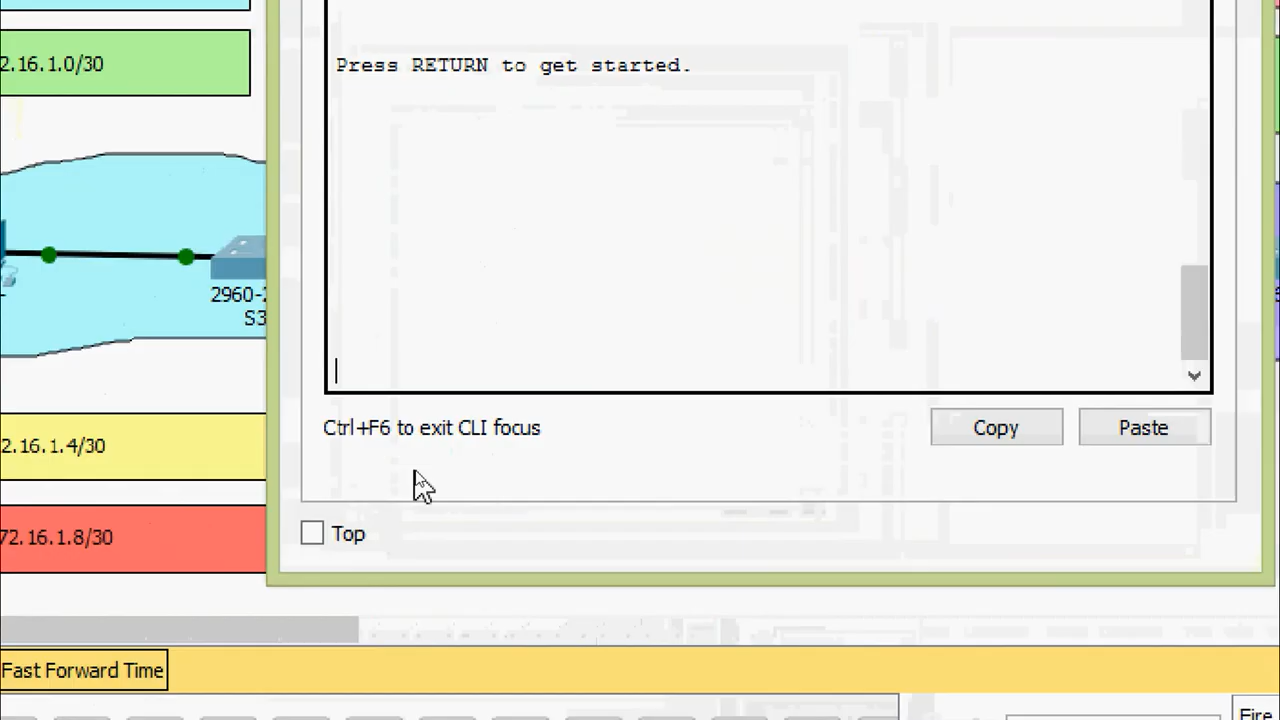 2.16.1.0/30
Press RETURN to get started.
2960-2
S3
2.16.1.4/30
72.16.1.8/30
Ctrl+F6 to exit CLI focus
Copy
Paste
Top
Fast Forward Time
Fire